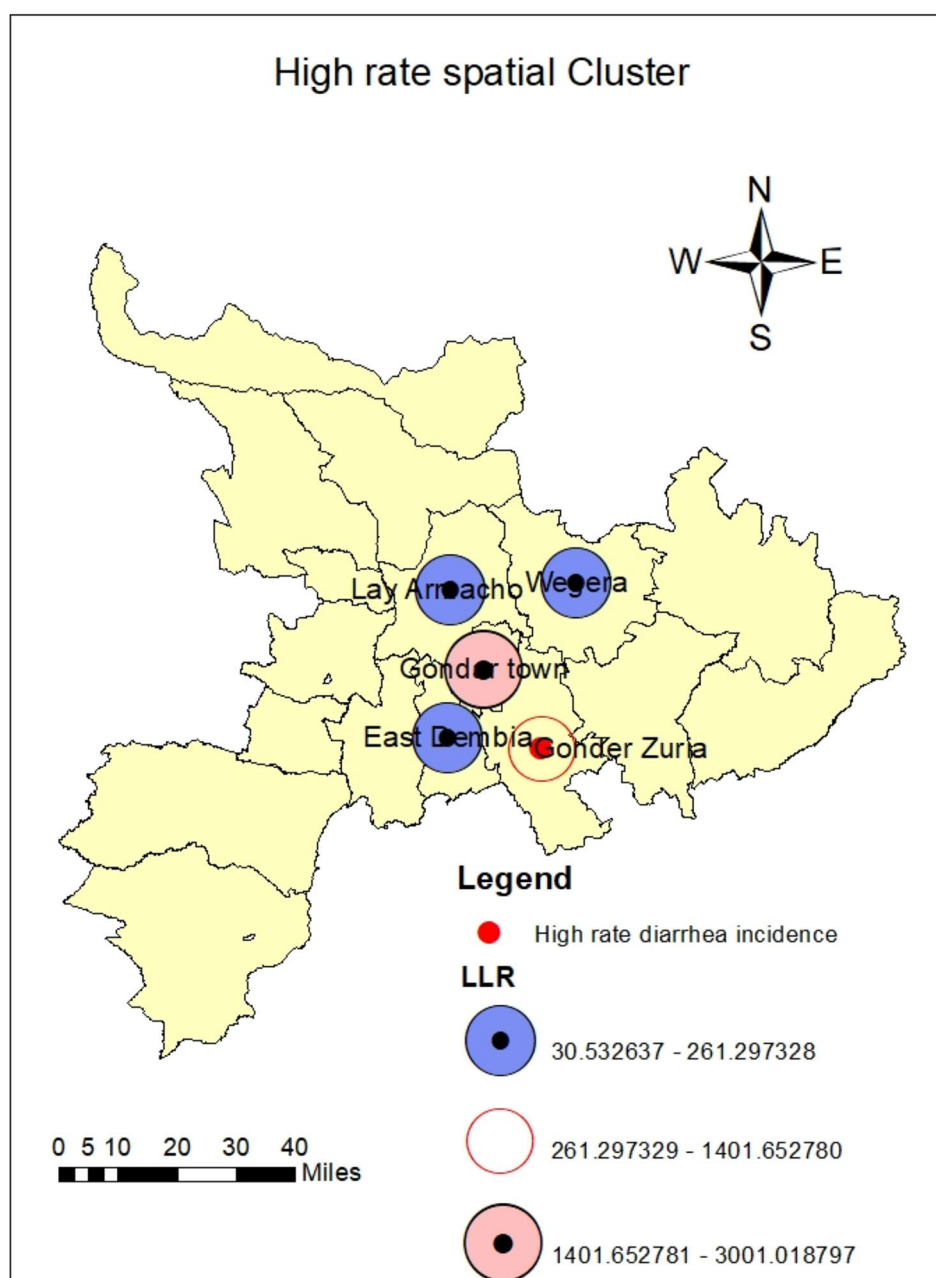 High rate spatial Cluster
N
W E
S
Lay Armacho
Wegera
Gondar town
East Dembia
Gonder Zuria
Legend
High rate diarrhea incidence
LLR
30.532637 - 261.297328
261.297329 - 1401.652780
1401.652781 - 3001.018797
0 5 10 20 30 40
Miles